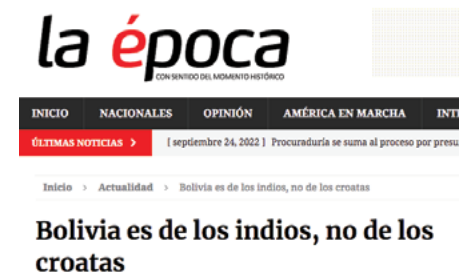 la época
CON SENTIDO DEL MOMENTO HISTÓRICO
INICIO NACIONALES OPINIÓN AMÉRICA EN MARCHA
ÚLTIMAS NOTICIAS > [ septiembre 24, 2022 ] Procuraduría se suma al proceso por
Inicio > Actualidad > Bolivia es de los indios, no de los croatas
Bolivia es de los indios, no de los
croatas